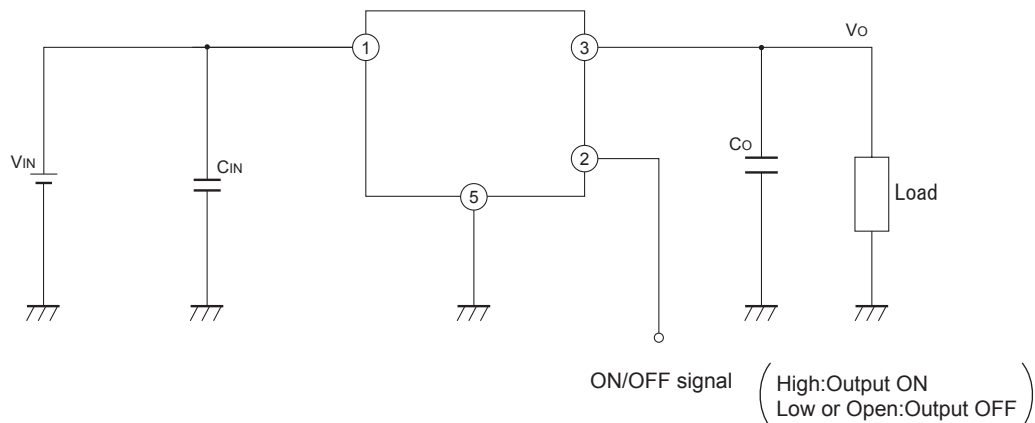 Vo
1
3
VIN
CIN
2
Co
5
Load
ON/OFF signal
High:Output ON
Low or Open:Output OFF